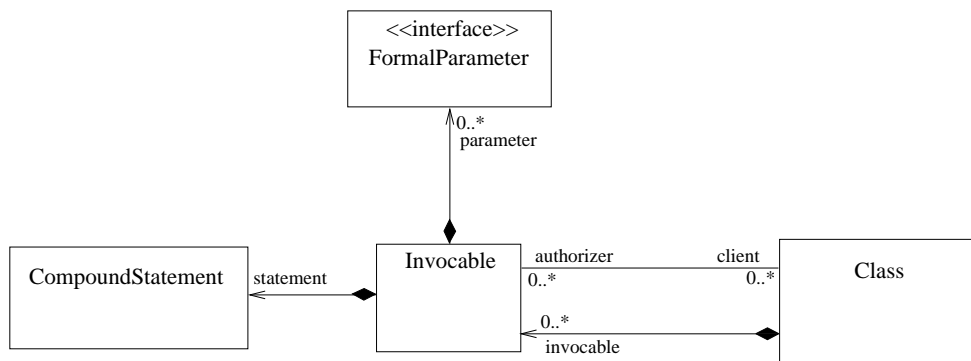 <<interface>>
FormalParameter
0..*
parameter
CompoundStatement
statement
Invocable
authorizer
client
0..*
0..*
Class
0..*
invocable